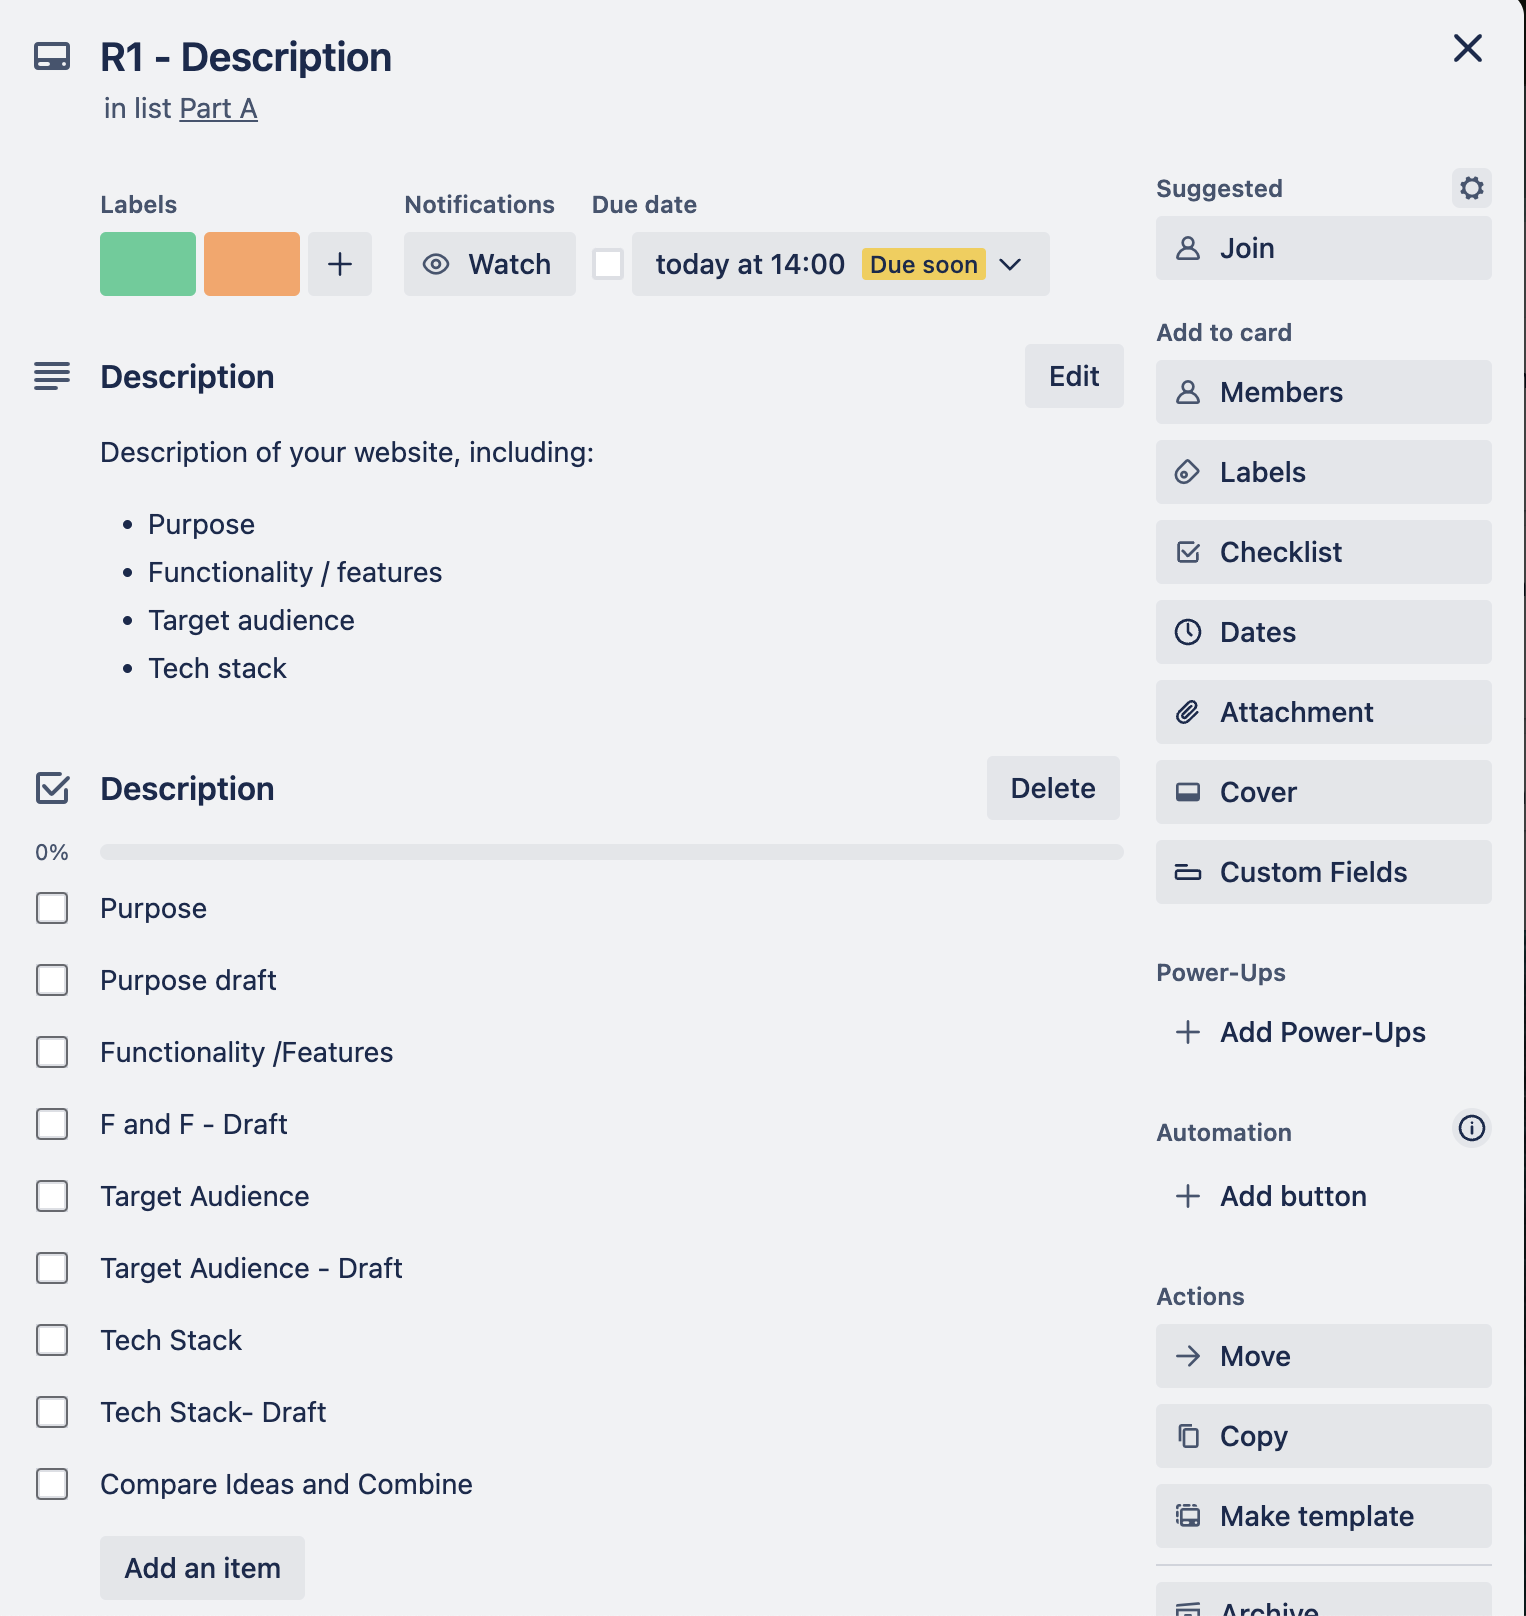 R1 - Description
in list Part A
Labels
Notifications
Due date
Watch
today at 14:00 Due soon
Description
Edit
Description of your website, including:
• Purpose
• Functionality / features
• Target audience
• Tech stack
Description
Delete
0%
Purpose
Purpose draft
Functionality /Features
F and F - Draft
Target Audience
Target Audience - Draft
Tech Stack
Tech Stack- Draft
Compare Ideas and Combine
Add an item
Suggested
Join
Add to card
Members
Labels
Checklist
Dates
Attachment
Cover
Custom Fields
Power-Ups
Add Power-Ups
Automation
Add button
Actions
Move
Copy
Make template
Archive